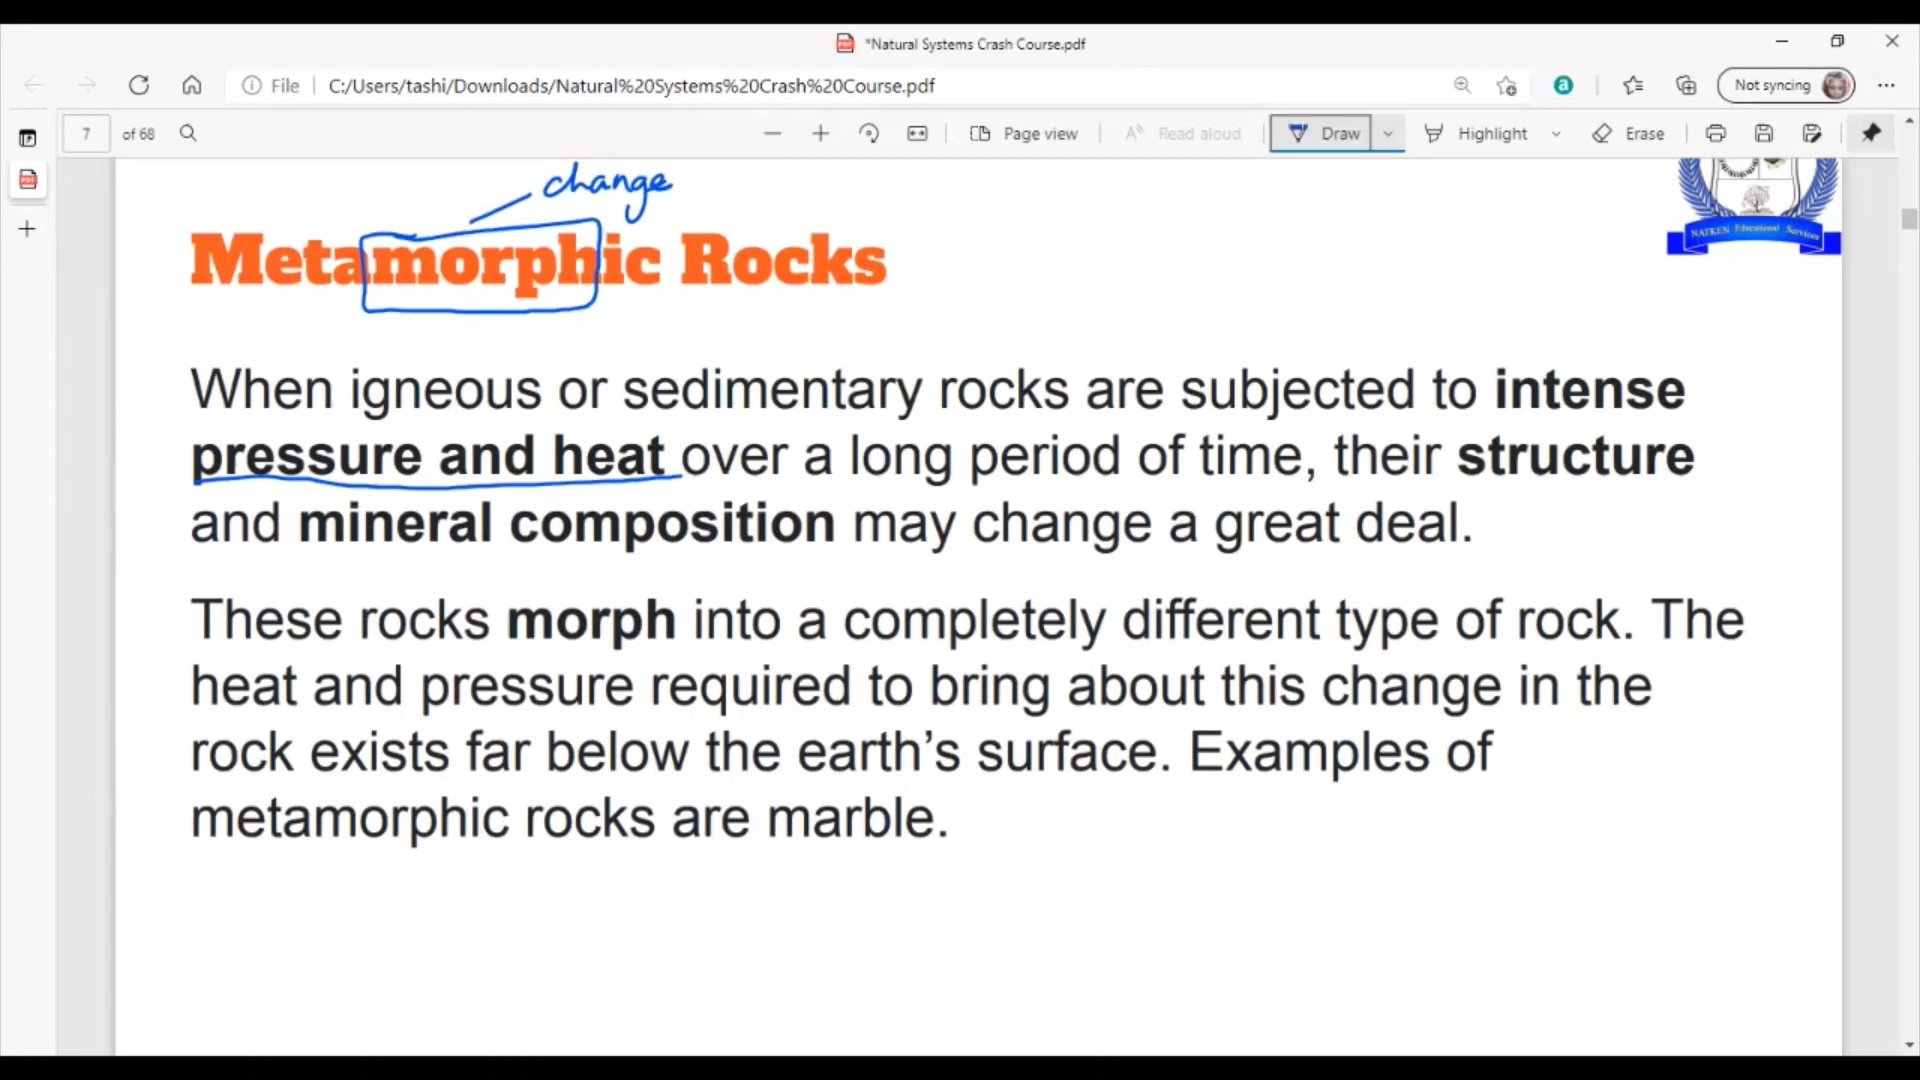 *Natural Systems Crash Course.pdf
File
C:/Users/tashi/Downloads/Natural%20Systems%20Crash%20Course.pdf
a
Not syncing
7 of 68
Page view
Read aloud
Draw
Highlight
Erase
change
NATKEN Educational Services
Metamorphic Rocks
When igneous or sedimentary rocks are subjected to intense
pressure and heat over a long period of time, their structure
and mineral composition may change a great deal.
These rocks morph into a completely different type of rock. The
heat and pressure required to bring about this change in the
rock exists far below the earth’s surface. Examples of
metamorphic rocks are marble.